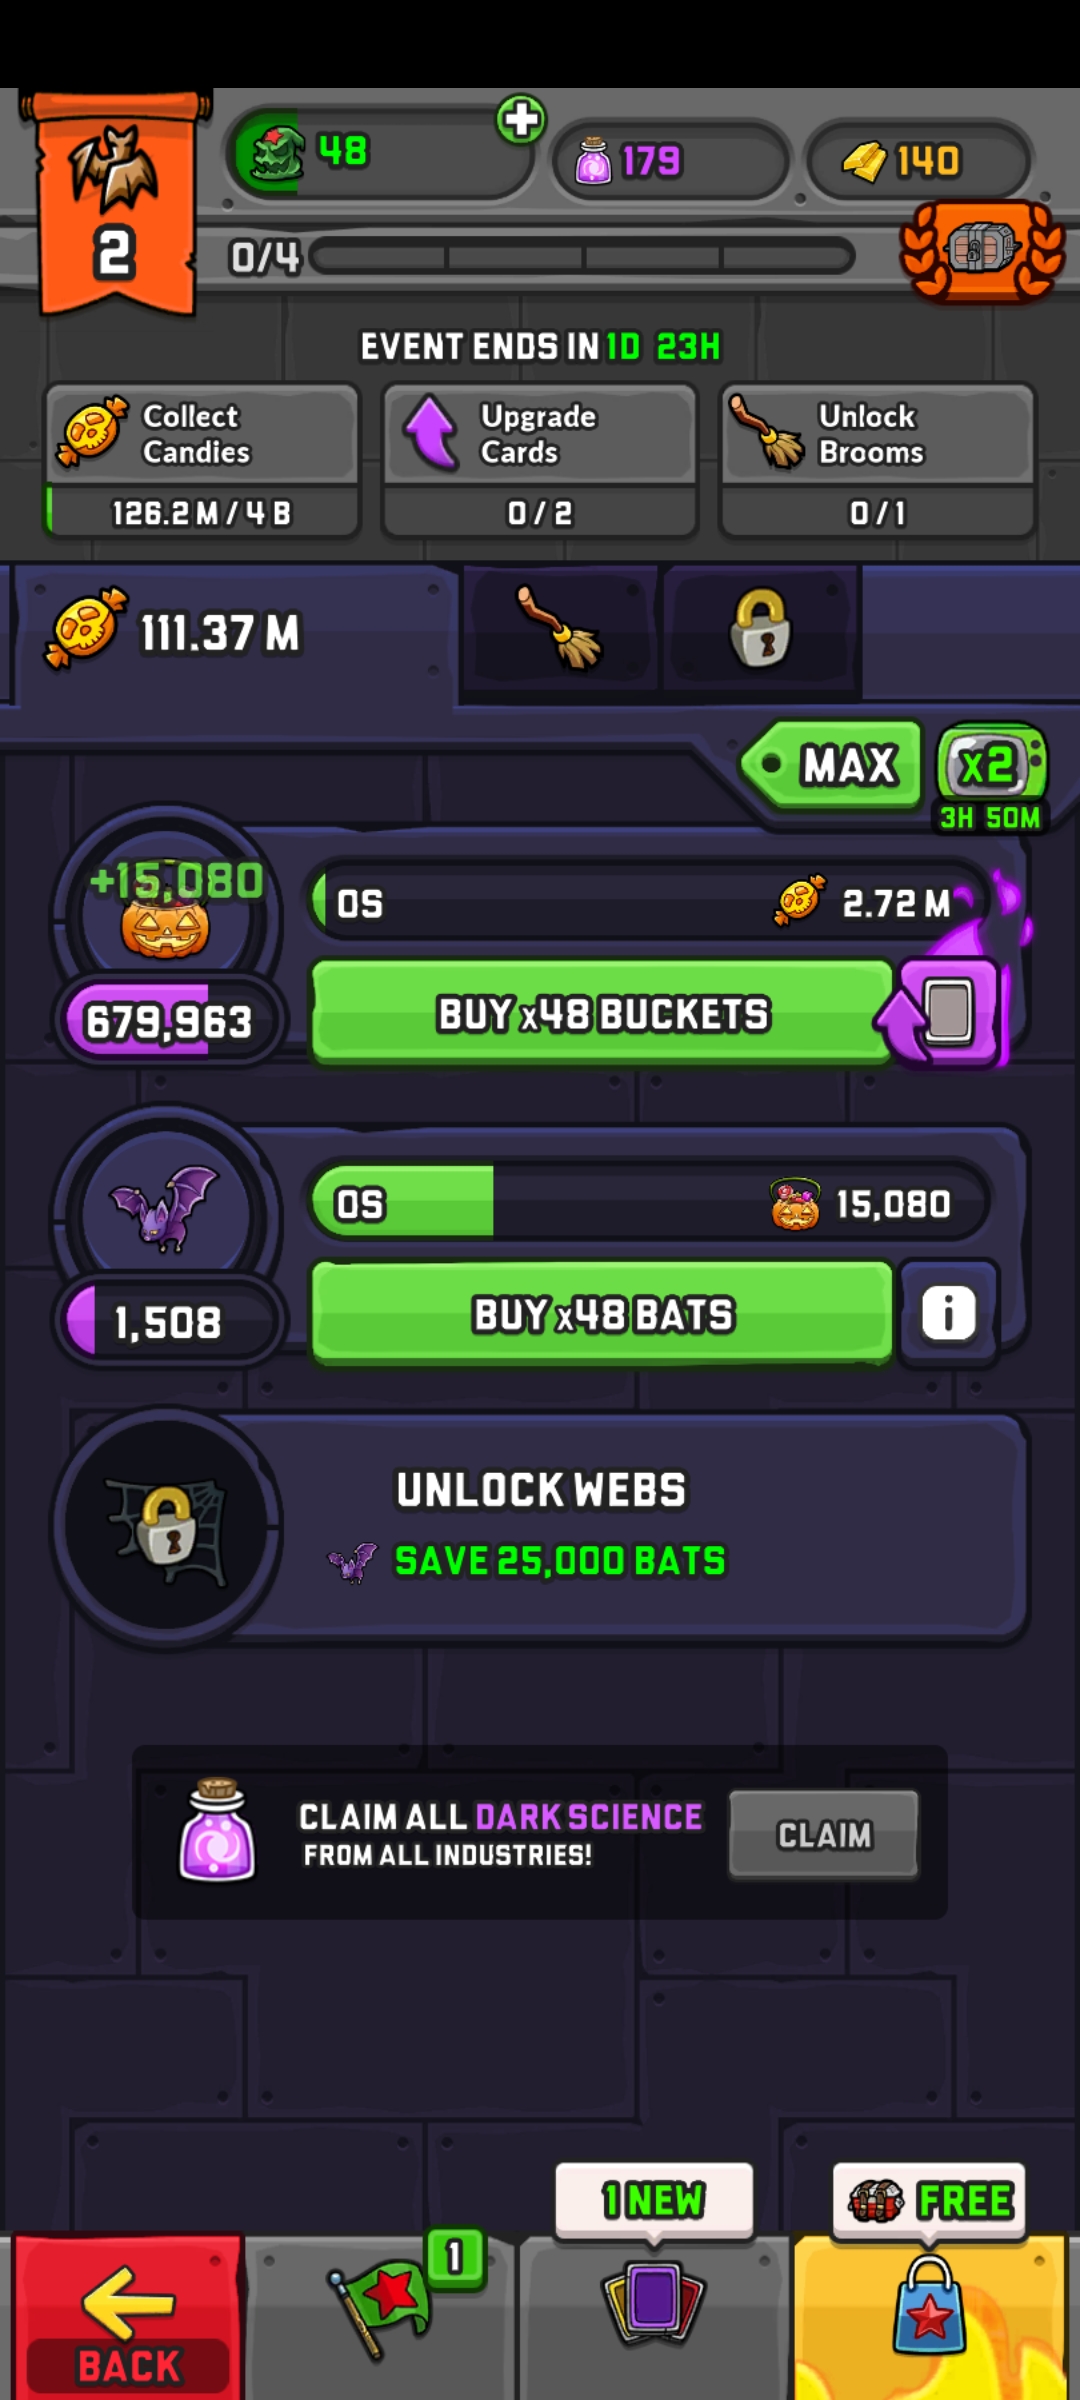 48
179
140
2
0/4
EVENT ENDS IN 1D 23H
Collect
Candies
126.2 M / 4 B
Upgrade
Cards
0 / 2
Unlock
Brooms
0 / 1
111.37 M
MAX
x2
3H 50M
+15,080
0S
2.72 M
679,963
BUY x48 BUCKETS
0S
15,080
1,508
BUY x48 BATS
i
UNLOCK WEBS
SAVE 25,000 BATS
CLAIM ALL DARK SCIENCE
FROM ALL INDUSTRIES!
CLAIM
1 NEW
FREE
1
BACK